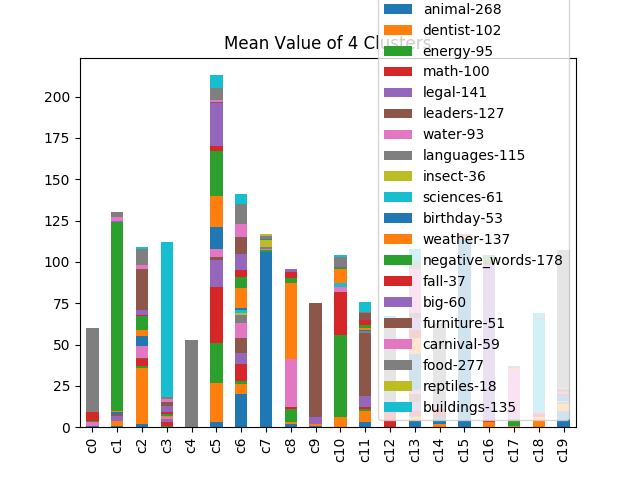 Mean Value of 4 Clusters
animal-268
dentist-102
energy-95
math-100
legal-141
leaders-127
water-93
languages-115
insect-36
sciences-61
birthday-53
weather-137
negative_words-178
fall-37
big-60
furniture-51
carnival-59
food-277
reptiles-18
buildings-135
200
175
150
125
100
75
50
25
0
c0 c1 c2 c3 c4 c5 c6 c7 c8 c9 c10 c11 c12 c13 c14 c15 c16 c17 c18 c19